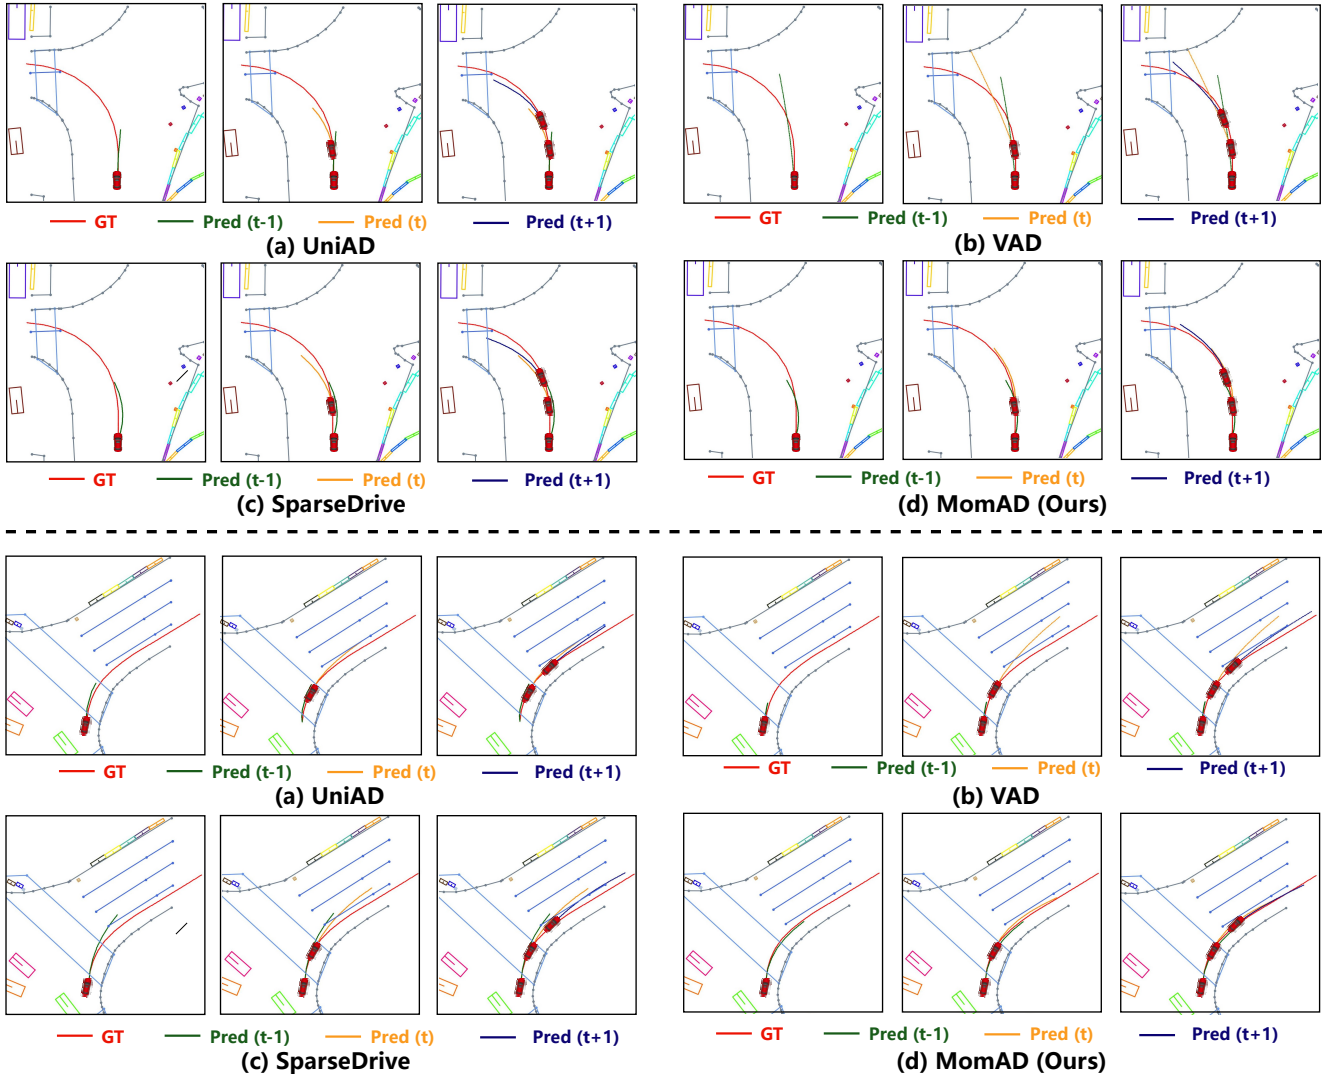 GT Pred (t-1) Pred (t) Pred (t+1)
(a) UniAD
GT Pred (t-1) Pred (t) Pred (t+1)
(b) VAD
GT Pred (t-1) Pred (t) Pred (t+1)
(c) SparseDrive
GT Pred (t-1) Pred (t) Pred (t+1)
(d) MomAD (Ours)
GT Pred (t-1) Pred (t) Pred (t+1)
(a) UniAD
GT Pred (t-1) Pred (t) Pred (t+1)
(b) VAD
GT Pred (t-1) Pred (t) Pred (t+1)
(c) SparseDrive
GT Pred (t-1) Pred (t) Pred (t+1)
(d) MomAD (Ours)